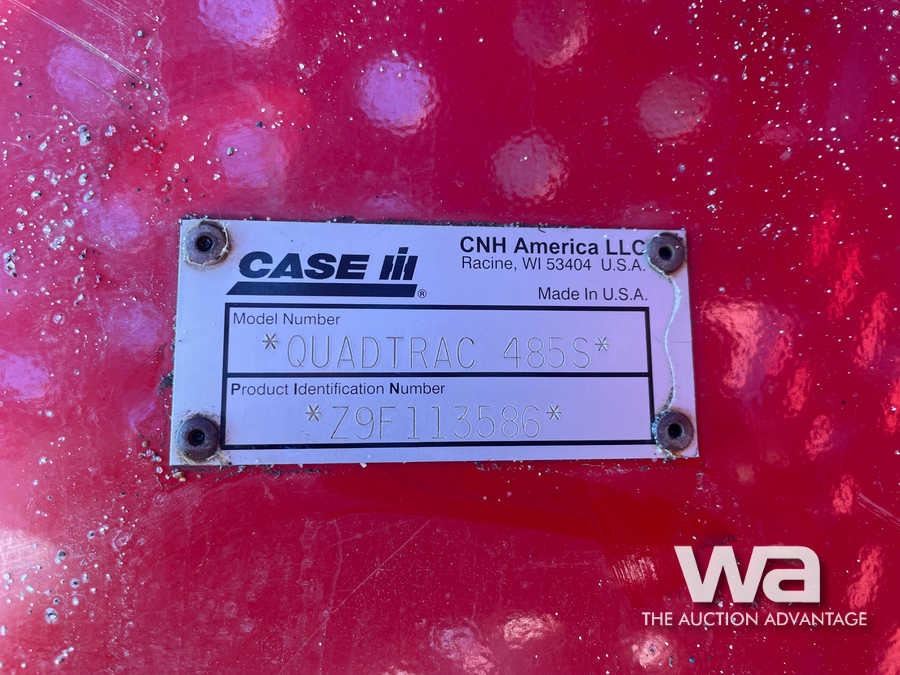 CASE IH ®
CNH America LLC
Racine, WI 53404 U.S.A.
Made In U.S.A.
Model Number
*QUADTRAC 485S*
Product Identification Number
*Z9F113586*
wa
THE AUCTION ADVANTAGE